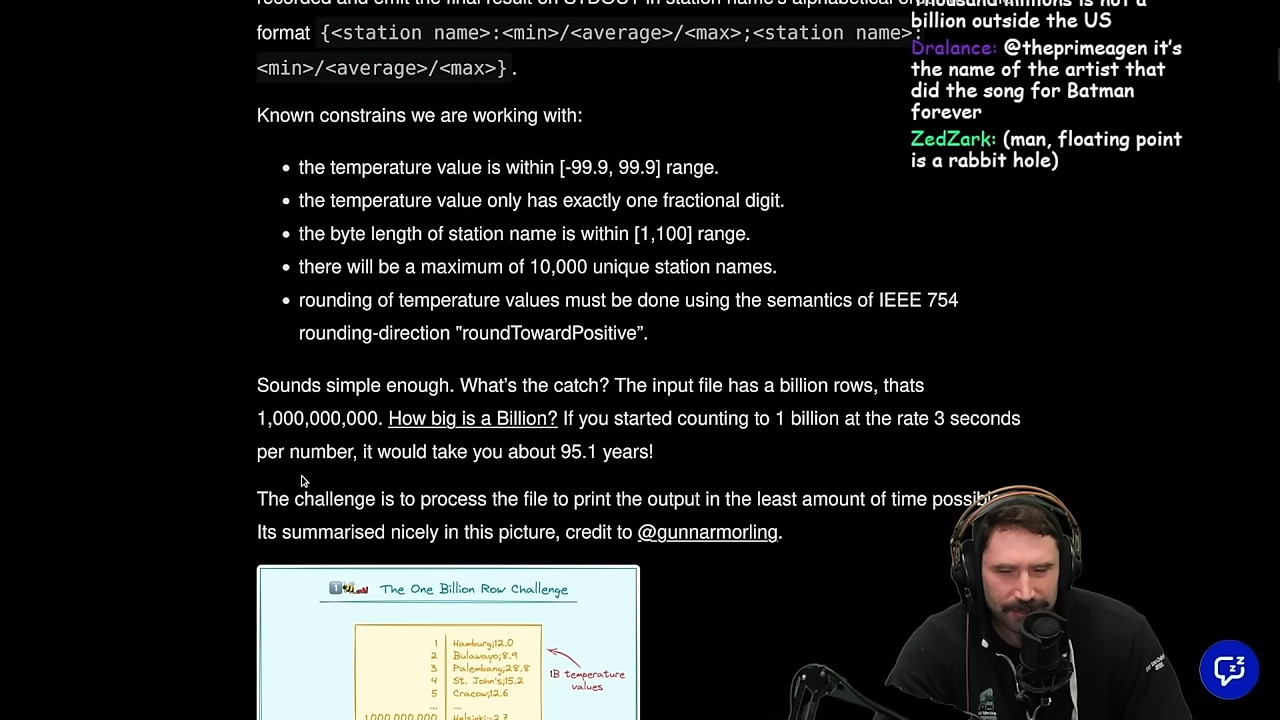 format {<station name>:<min>/<average>/<max>;<station name>:
<min>/<average>/<max>}.
Known constrains we are working with:
• the temperature value is within [-99.9, 99.9] range.
• the temperature value only has exactly one fractional digit.
• the byte length of station name is within [1,100] range.
• there will be a maximum of 10,000 unique station names.
• rounding of temperature values must be done using the semantics of IEEE 754
rounding-direction "roundTowardPositive”.
Sounds simple enough. What’s the catch? The input file has a billion rows, thats
1,000,000,000. How big is a Billion? If you started counting to 1 billion at the rate 3 seconds
per number, it would take you about 95.1 years!
The challenge is to process the file to print the output in the least amount of time
Its summarised nicely in this picture, credit to @gunnarmorling.
The One Billion Row Challenge
1 Hamburg;12.0
2 Bulawayo;8.9
3 Palembang;28.8
4 St. John's;15.2
5 Cracow;12.6
... ...
1B temperature
values
billion outside the US
Dralance: @theprimeagen it’s
the name of the artist that
did the song for Batman
forever
ZedZark: (man, floating point
is a rabbit hole)